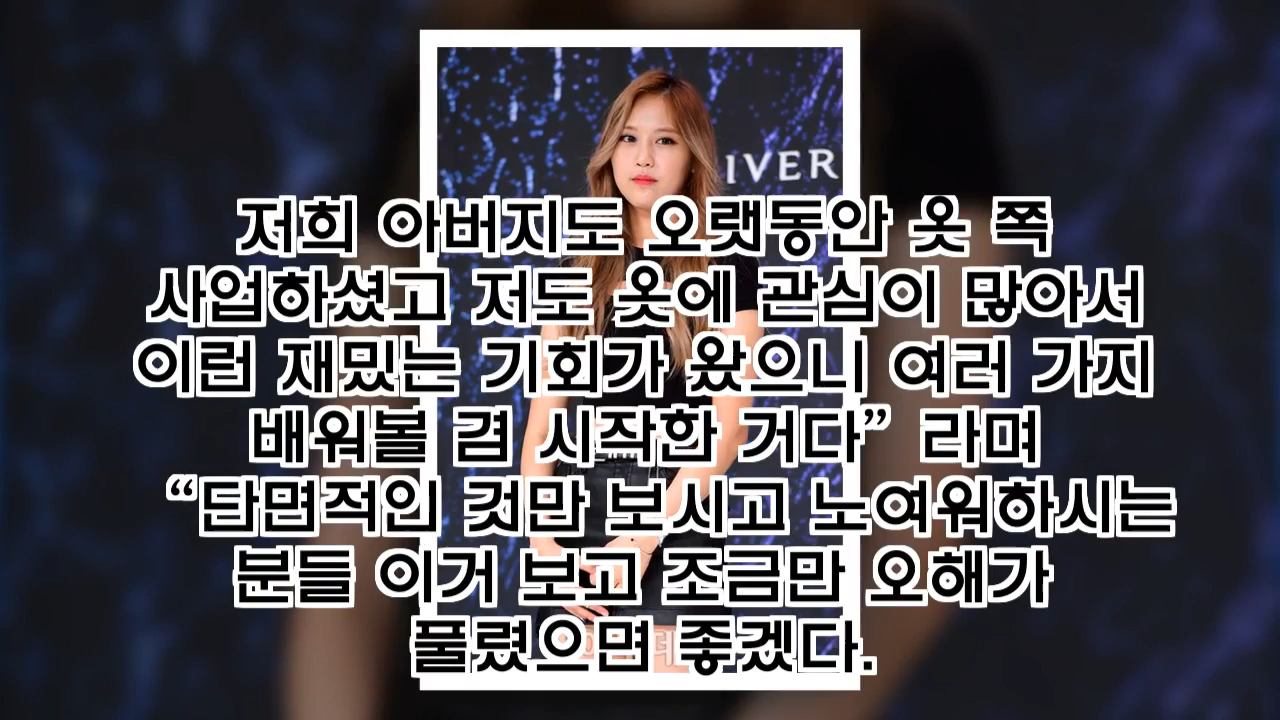 IVER
저희 아버지도 오랫동안 옷 쪽
사업하셨고 저도 옷에 관심이 많아서
이런 재밌는 기회가 왔으니 여러 가지
배워볼 겸 시작한 거다” 라며
“단면적인 것만 보시고 노여워하시는
분들 이거 보고 조금만 오해가
풀렸으면 좋겠다.